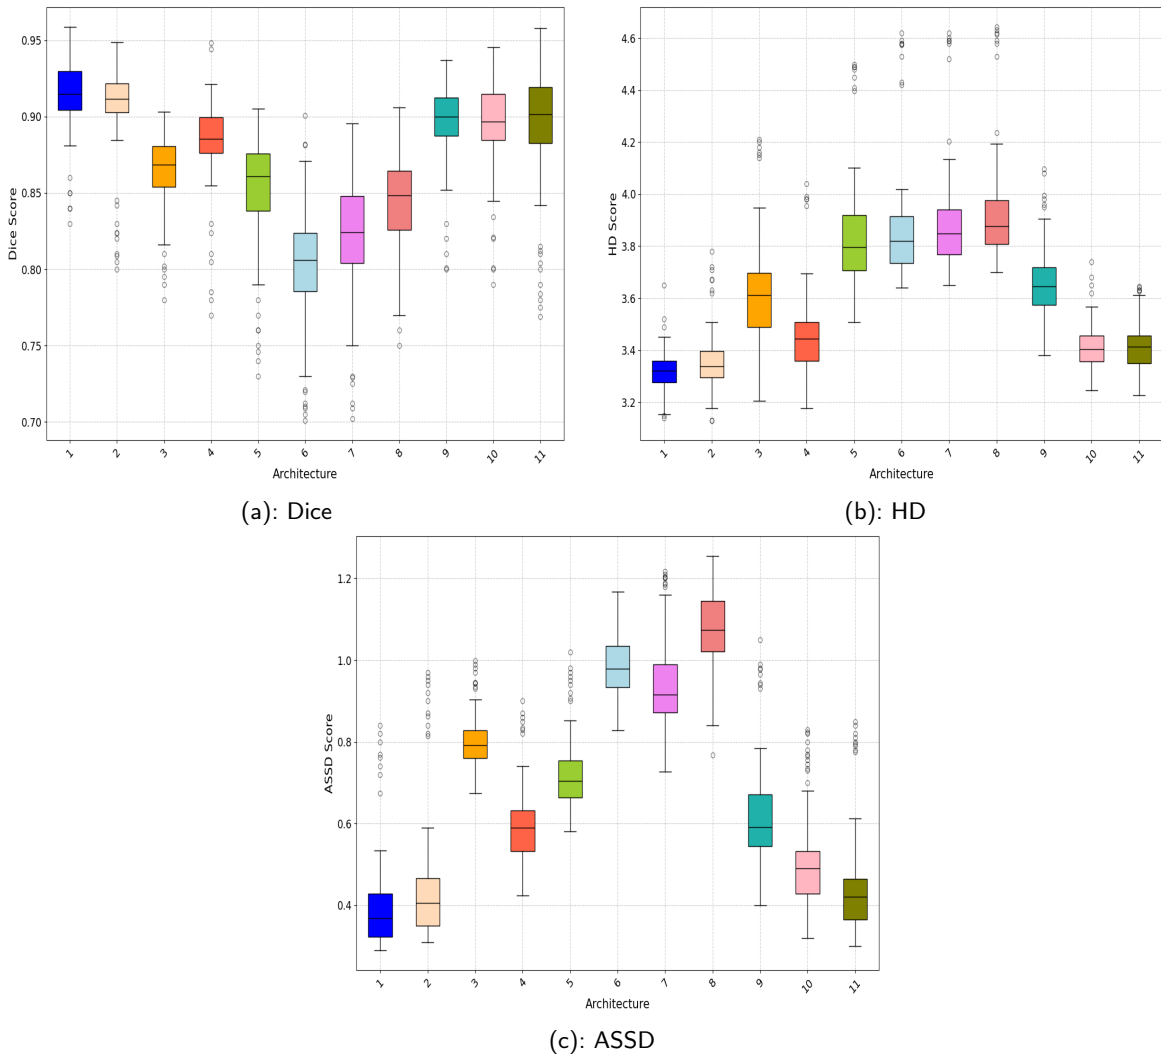 0.95
0.90
0.85
0.80
0.75
0.70
Dice Score
1 2 3 4 5 6 7 8 9 10 11
Architecture
(a): Dice
4.6
4.4
4.2
4.0
3.8
3.6
3.4
3.2
HD Score
1 2 3 4 5 6 7 8 9 10 11
Architecture
(b): HD
1.2
1.0
0.8
0.6
0.4
ASSD Score
1 2 3 4 5 6 7 8 9 10 11
Architecture
(c): ASSD